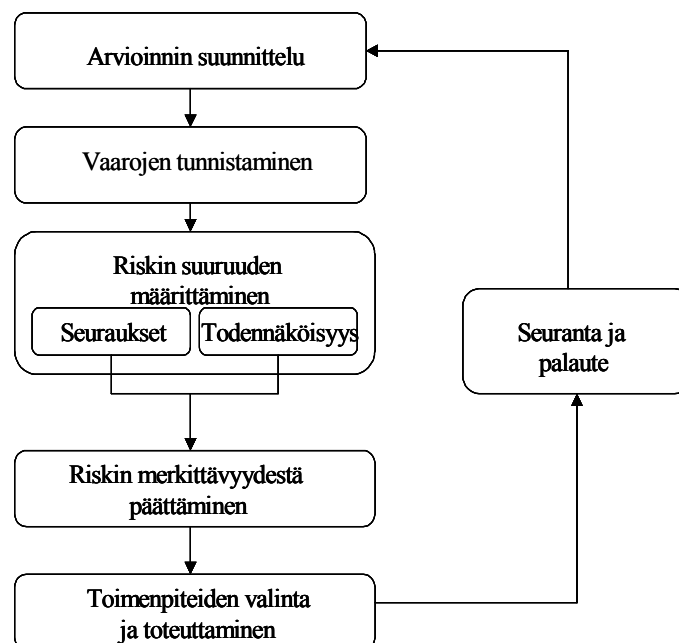 Arvioinnin suunnittelu
Vaarojen tunnistaminen
Riskin suuruuden
määrittäminen
Seuraukset
Todennäköisyys
Seuranta ja
palaute
Riskin merkittävyydestä
päättäminen
Toimenpiteiden valinta
ja toteuttaminen